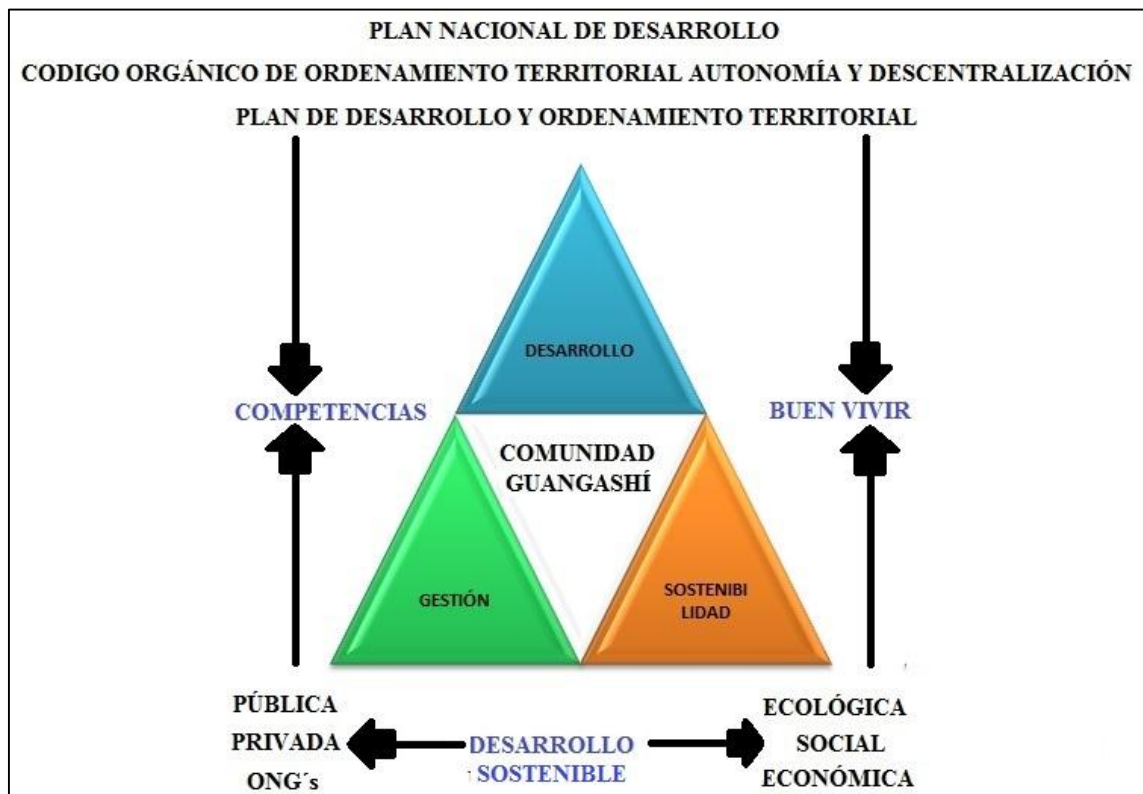 PLAN NACIONAL DE DESARROLLO
CODIGO ORGÁNICO DE ORDENAMIENTO TERRITORIAL AUTONOMÍA Y DESCENTRALIZACIÓN
PLAN DE DESARROLLO Y ORDENAMIENTO TERRITORIAL
DESARROLLO
COMPETENCIAS
BUEN VIVIR
COMUNIDAD
GUANGASHÍ
GESTIÓN
SOSTENIBI
LIDAD
PÚBLICA
PRIVADA
ONG´s
DESARROLLO
SOSTENIBLE
ECOLÓGICA
SOCIAL
ECONÓMICA